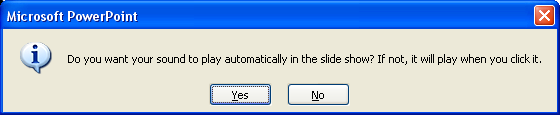 Microsoft PowerPoint
Do you want your sound to play automatically in the slide show? If not, it will play when you click it.
Yes
No